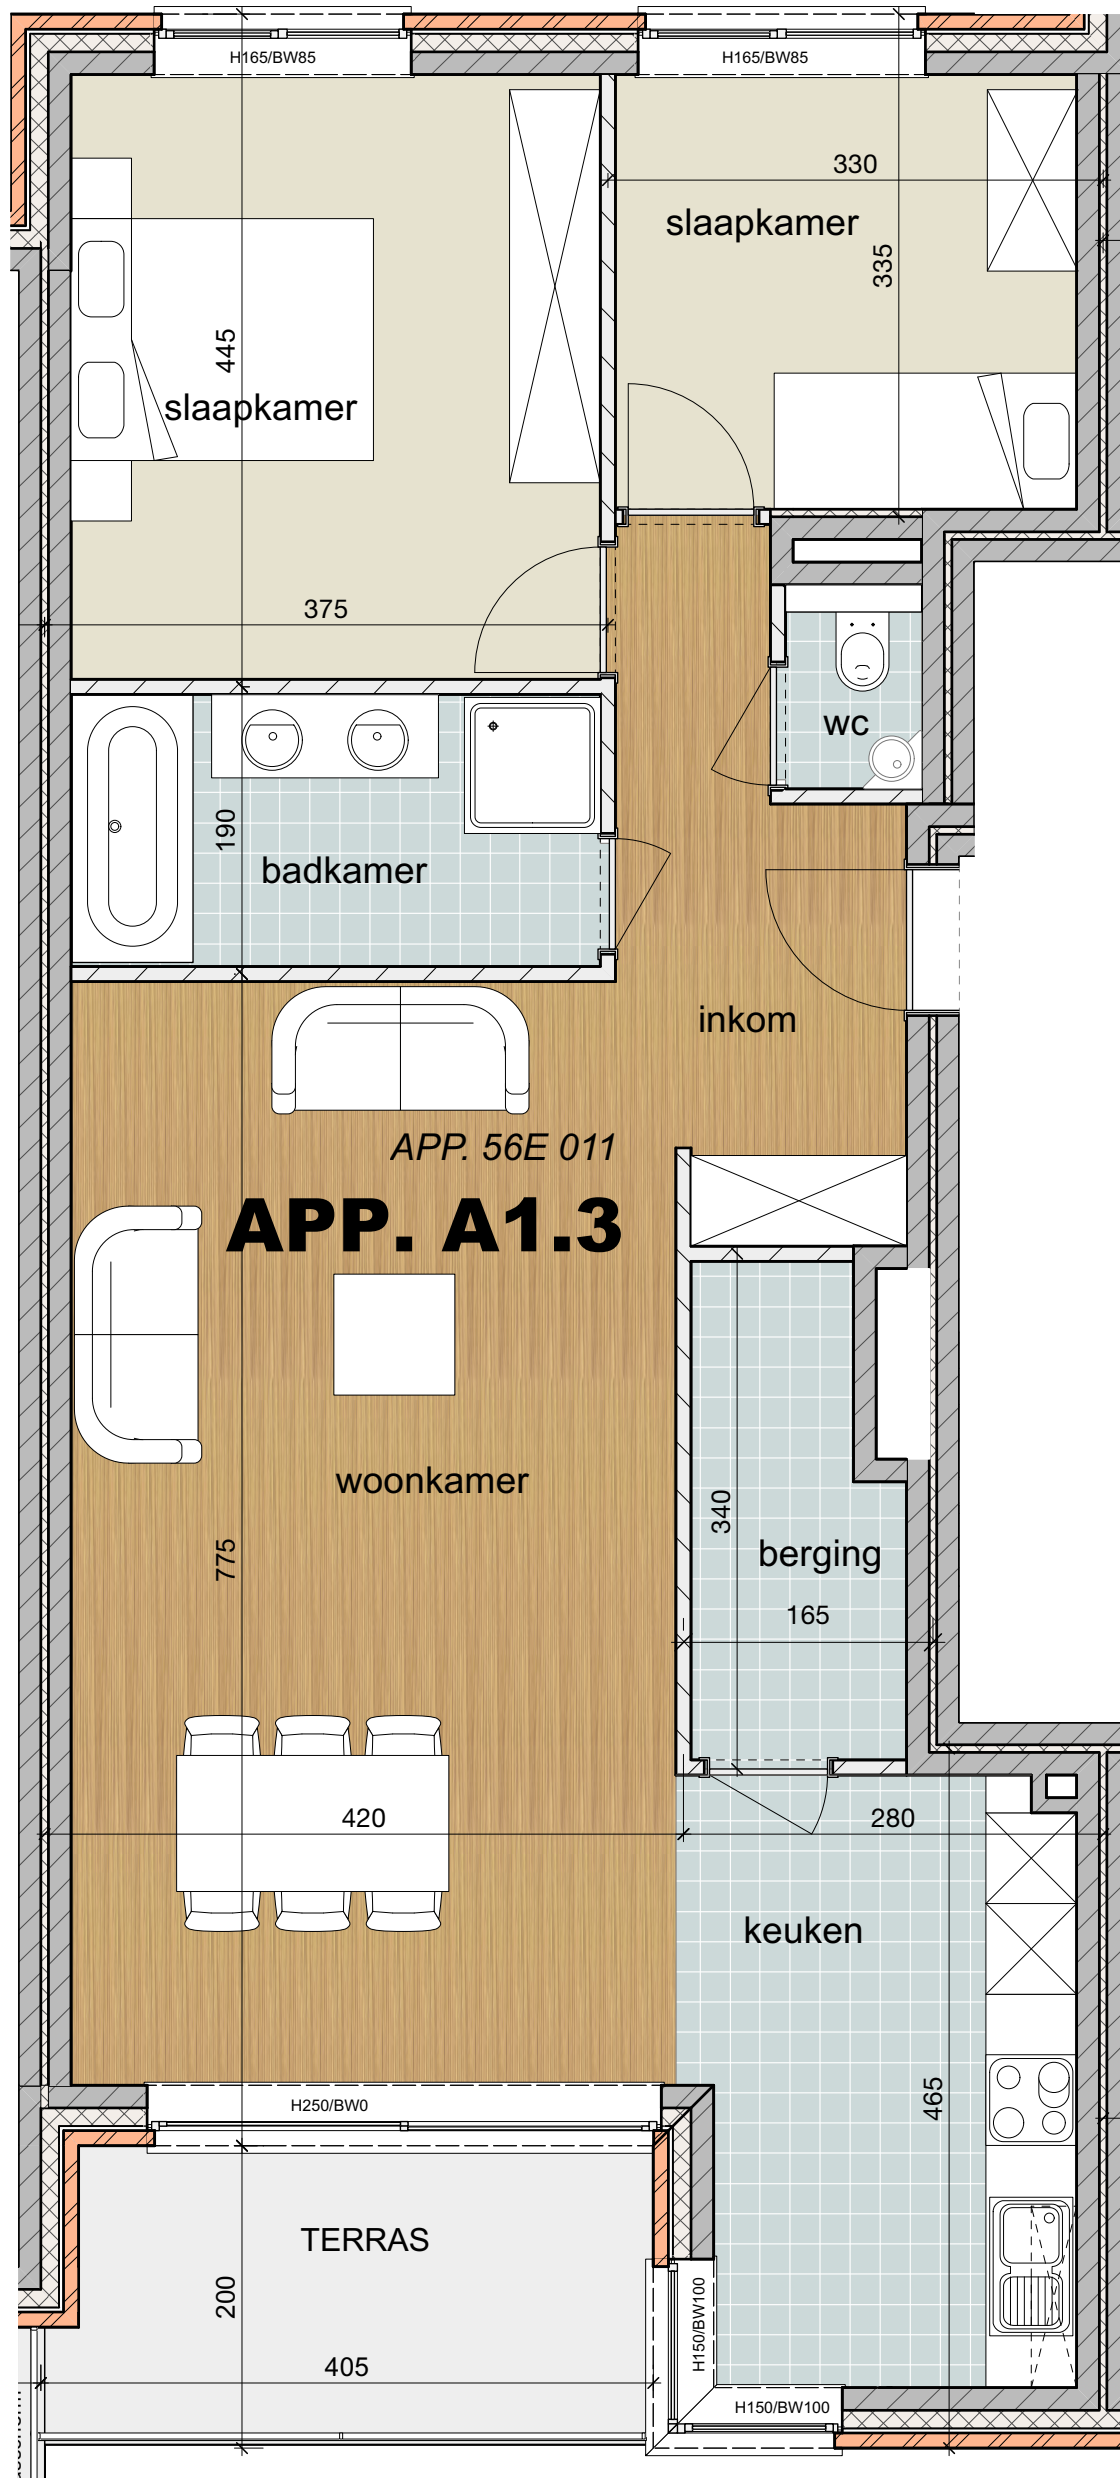 H165/BW85
H165/BW85
330
slaapkamer
335
445
slaapkamer
375
wc
190
badkamer
inkom
APP. 56E 011
APP. A1.3
woonkamer
340
775
berging
165
420
280
keuken
465
H250/BW0
TERRAS
200
H150/BW100
405
H150/BW100